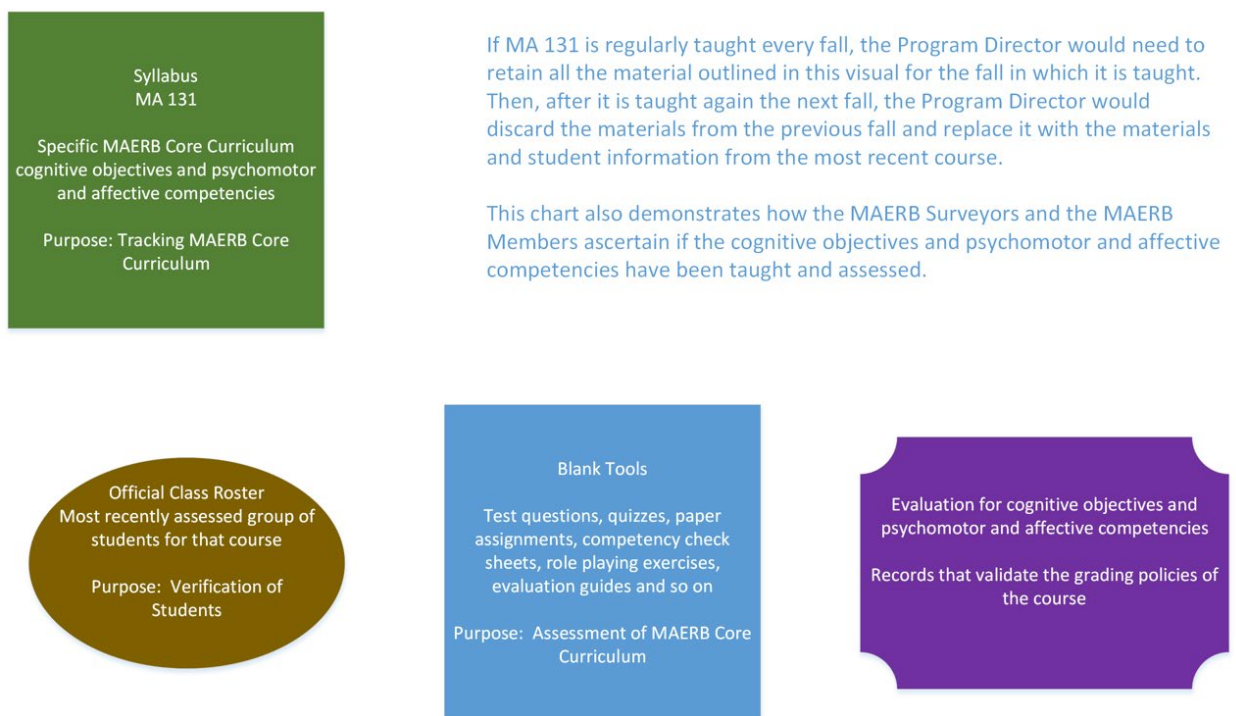 Syllabus
MA 131
Specific MAERB Core Curriculum
cognitive objectives and psychomotor
and affective competencies
Purpose: Tracking MAERB Core
Curriculum
If MA 131 is regularly taught every fall, the Program Director would need to
retain all the material outlined in this visual for the fall in which it is taught.
Then, after it is taught again the next fall, the Program Director would
discard the materials from the previous fall and replace it with the materials
and student information from the most recent course.
This chart also demonstrates how the MAERB Surveyors and the MAERB
Members ascertain if the cognitive objectives and psychomotor and affective
competencies have been taught and assessed.
Official Class Roster
Most recently assessed group of
students for that course
Purpose: Verification of
Students
Blank Tools
Test questions, quizzes, paper
assignments, competency check
sheets, role playing exercises,
evaluation guides and so on
Purpose: Assessment of MAERB Core
Curriculum
Evaluation for cognitive objectives and
psychomotor and affective competencies
Records that validate the grading policies of
the course